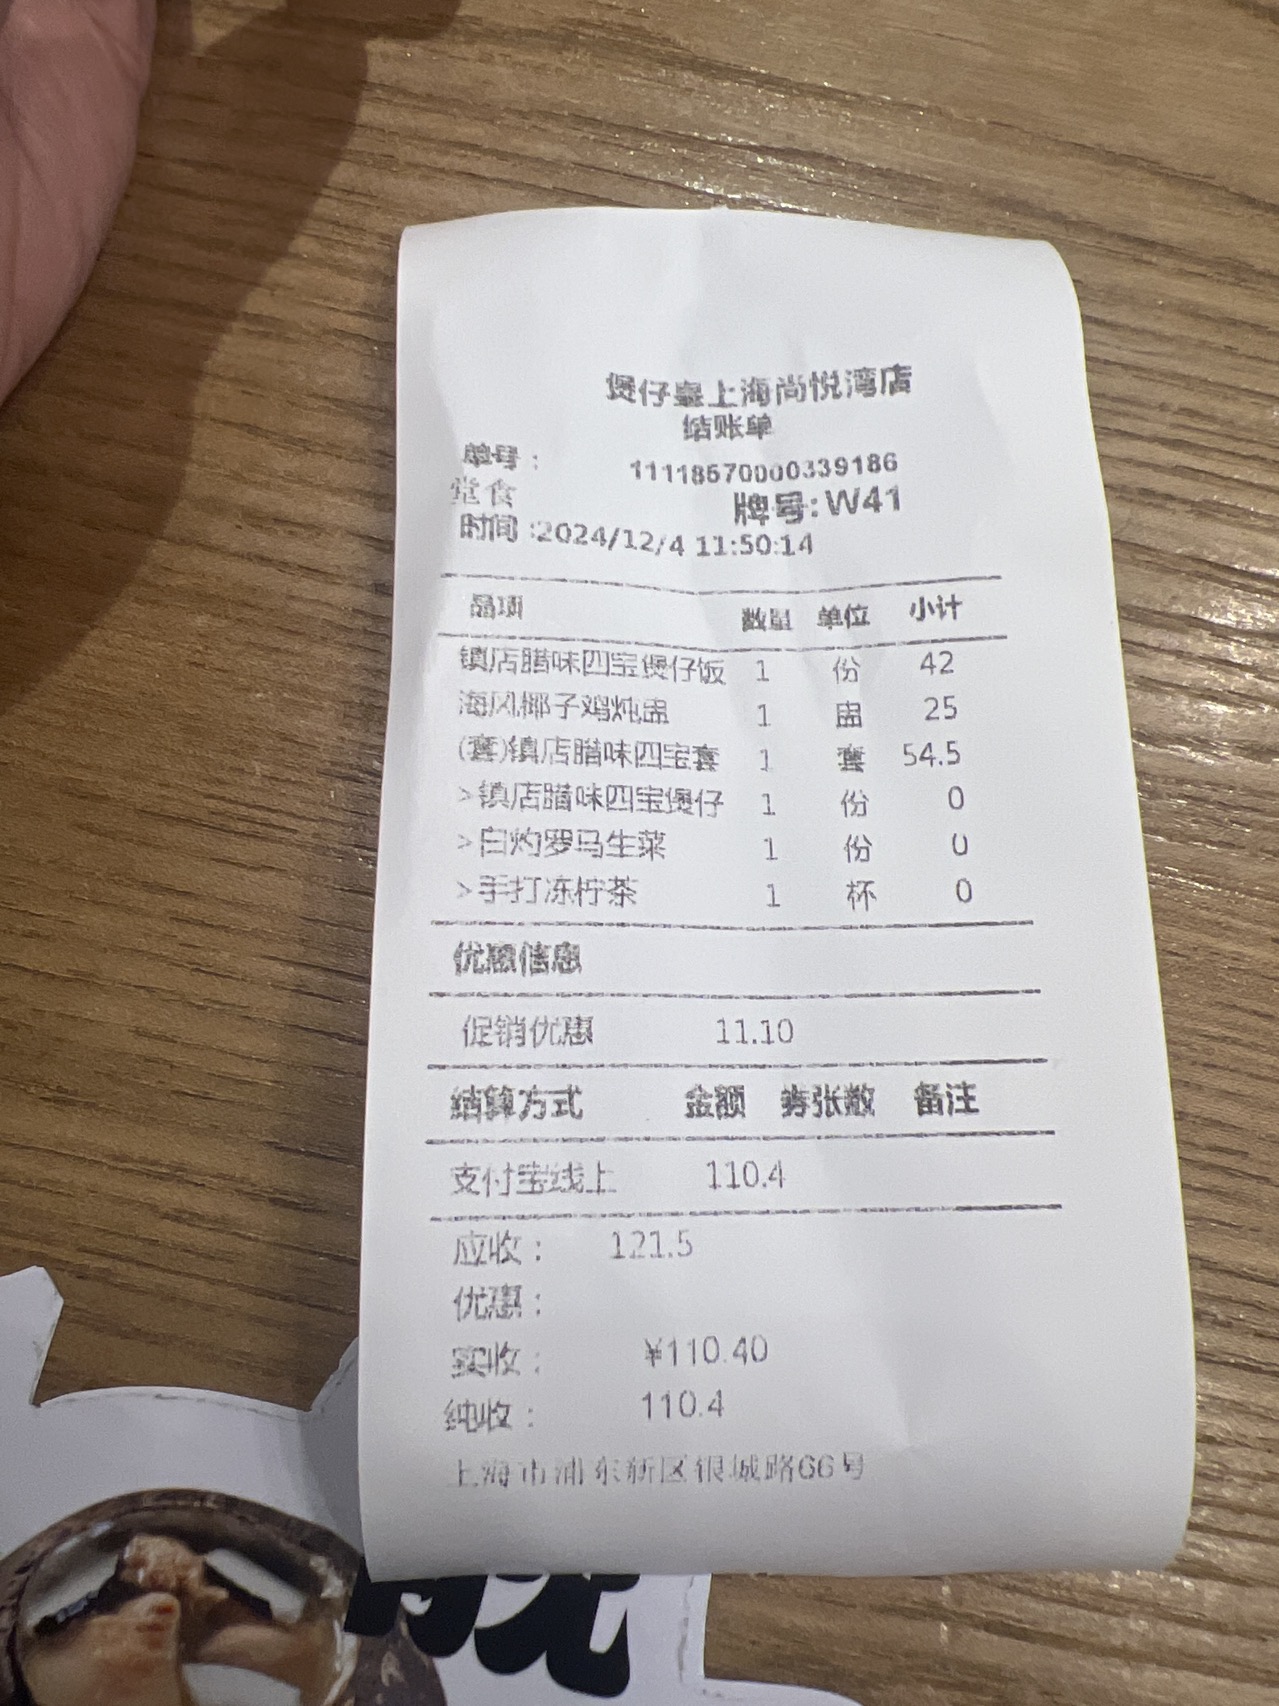 煲仔皇上海尚悦湾店
结账单
单号： 11118570000339186
堂食 牌号:W41
时间:2024/12/4 11:50:14
品项 数量 单位 小计
镇店腊味四宝煲仔饭 1 份 42
海风椰子鸡炖盅 1 盅 25
(套)镇店腊味四宝套 1 套 54.5
>镇店腊味四宝煲仔 1 份 0
>白灼罗马生菜 1 份 0
>手打冻柠茶 1 杯 0
优惠信息
促销优惠 11.10
结算方式 金额 券张数 备注
支付宝线上 110.4
应收： 121.5
优惠：
实收： ¥110.40
纯收： 110.4
上海市浦东新区银城路66号